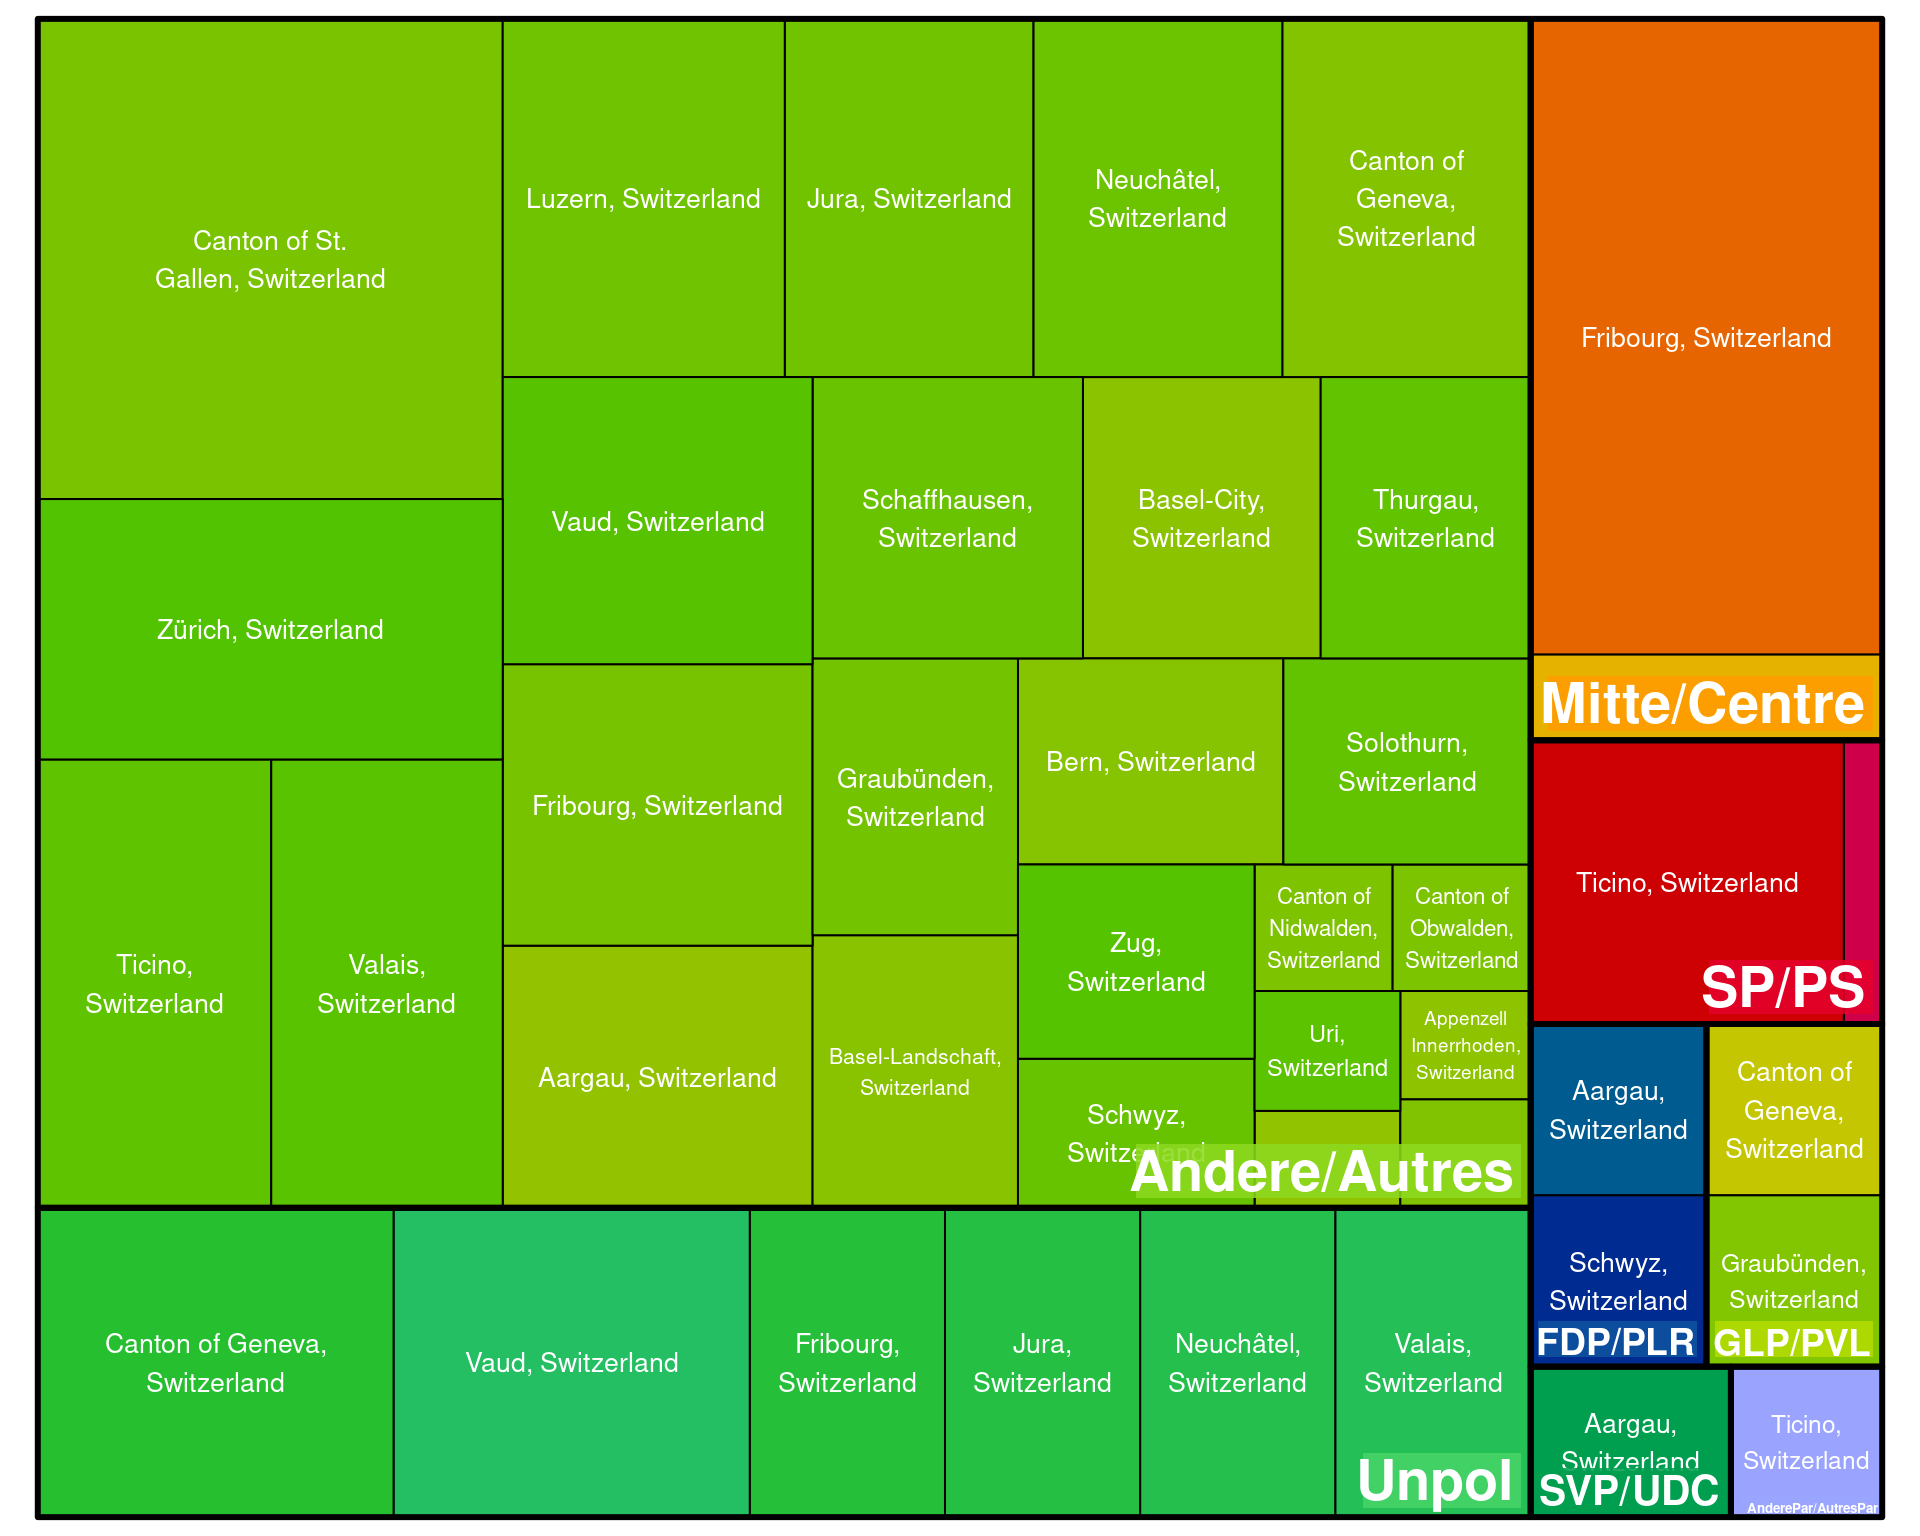 Canton of St.
Gallen, Switzerland
Luzern, Switzerland
Jura, Switzerland
Neuchâtel,
Switzerland
Canton of
Geneva,
Switzerland
Zürich, Switzerland
Vaud, Switzerland
Schaffhausen,
Switzerland
Basel-City,
Switzerland
Thurgau,
Switzerland
Ticino,
Switzerland
Valais,
Switzerland
Fribourg, Switzerland
Graubünden,
Switzerland
Bern, Switzerland
Solothurn,
Switzerland
Aargau, Switzerland
Basel-Landschaft,
Switzerland
Zug,
Switzerland
Canton of
Nidwalden,
Switzerland
Canton of
Obwalden,
Switzerland
Uri,
Switzerland
Appenzell
Innerrhoden,
Switzerland
Schwyz,
Switzerland
Andere/Autres
Canton of Geneva,
Switzerland
Vaud, Switzerland
Fribourg,
Switzerland
Jura,
Switzerland
Neuchâtel,
Switzerland
Valais,
Switzerland
Unpol
Fribourg, Switzerland
Mitte/Centre
Ticino, Switzerland
SP/PS
Aargau,
Switzerland
Schwyz,
Switzerland
FDP/PLR
Canton of
Geneva,
Switzerland
Graubünden,
Switzerland
GLP/PVL
Aargau,
Switzerland
SVP/UDC
Ticino,
Switzerland
AnderePar/AutresPar